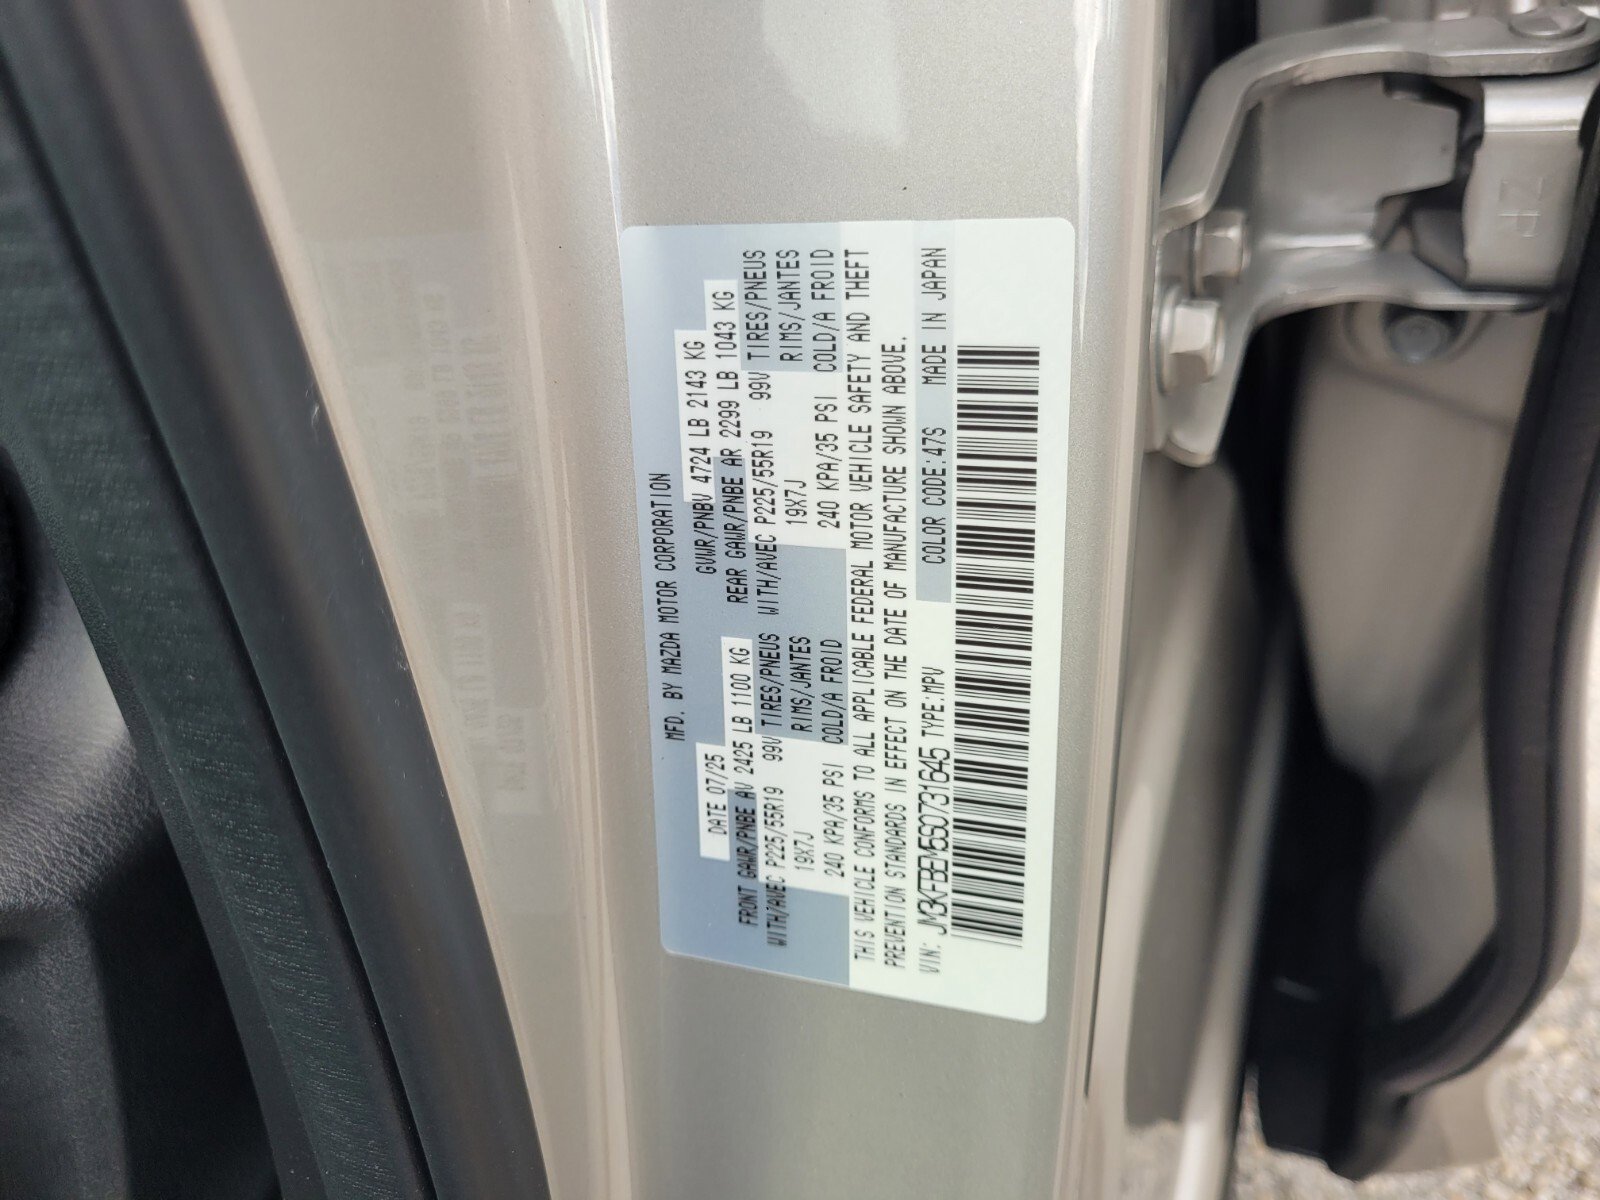 MFD. BY MAZDA MOTOR CORPORATION
DATE 07/25 GVWR/PNBV 4724 LB 2143 KG
FRONT GAWR/PNBE AV 2425 LB 1100 KG REAR GAWR/PNBE AR 2299 LB 1043 KG
WITH/AVEC P225/55R19 99V TIRES/PNEUS WITH/AVEC P225/55R19 99V TIRES/PNEUS
19X7J RIMS/JANTES 19X7J RIMS/JANTES
240 KPA/35 PSI COLD/A FROID 240 KPA/35 PSI COLD/A FROID
THIS VEHICLE CONFORMS TO ALL APPLICABLE FEDERAL MOTOR VEHICLE SAFETY AND THEFT
PREVENTION STANDARDS IN EFFECT ON THE DATE OF MANUFACTURE SHOWN ABOVE.
VIN: JM3KFBEM5S0731645 TYPE:MPV COLOR CODE:47S MADE IN JAPAN
ZF